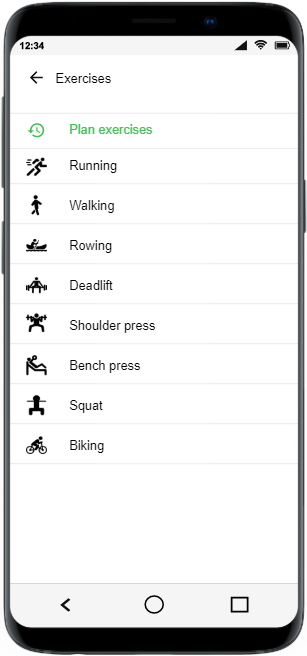 12:34
Exercises
Plan exercises
Running
Walking
Rowing
Deadlift
Shoulder press
Bench press
Squat
Biking